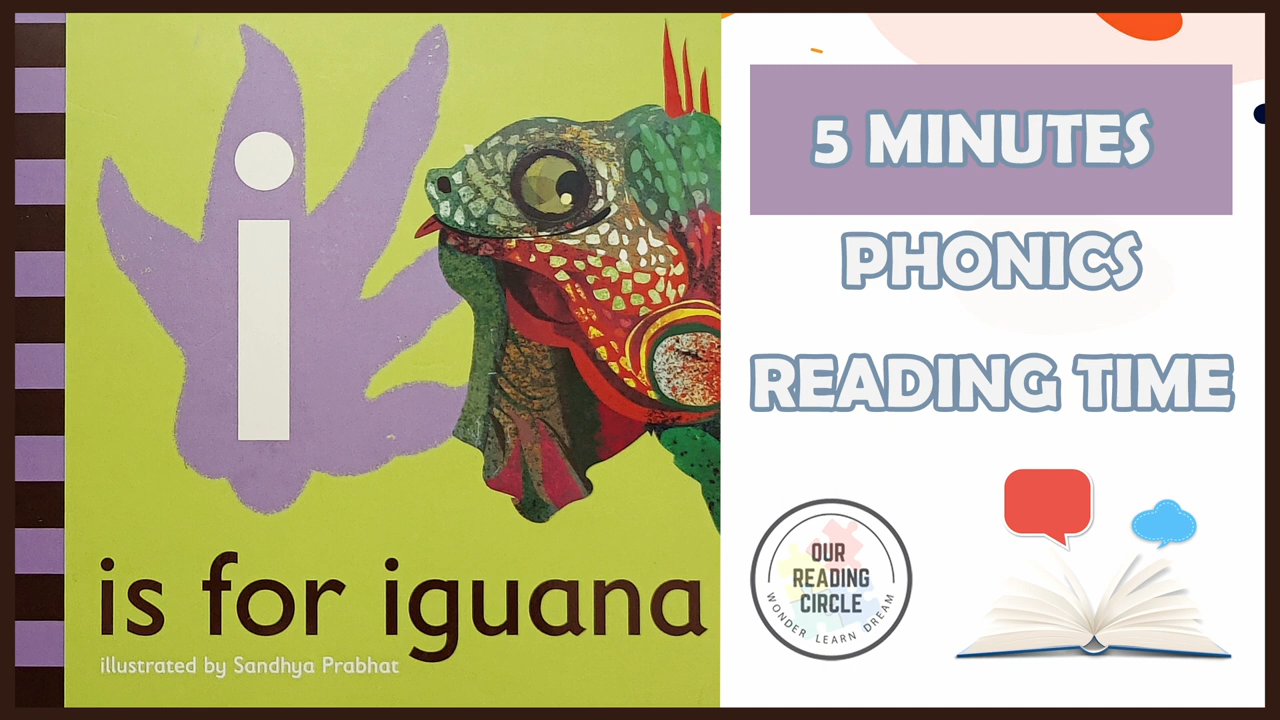 i
is for iguana
illustrated by Sandhya Prabhat
5 MINUTES
PHONICS
READING TIME
OUR
READING
CIRCLE
WONDER LEARN DREAM